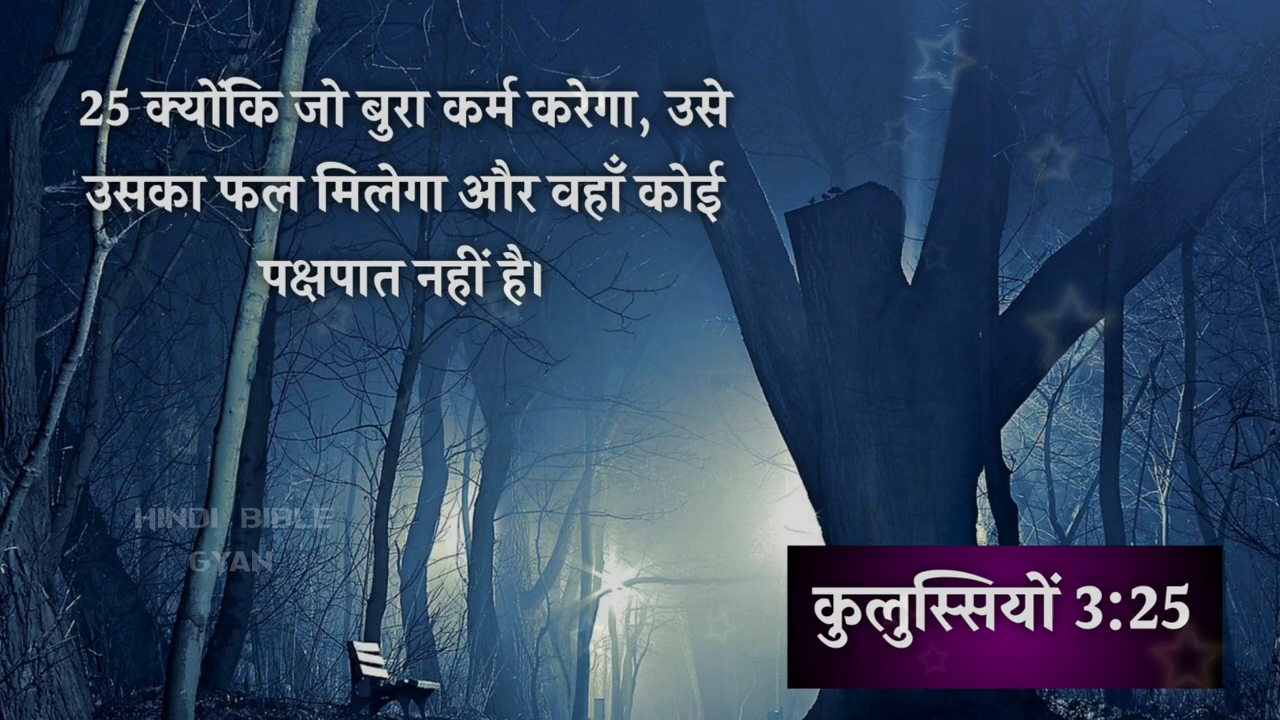 25 क्योंकि जो बुरा कर्म करेगा, उसे
उसका फल मिलेगा और वहाँ कोई
पक्षपात नहीं है।
HINDI BIBLE
GYAN
कुलुस्सियों 3:25